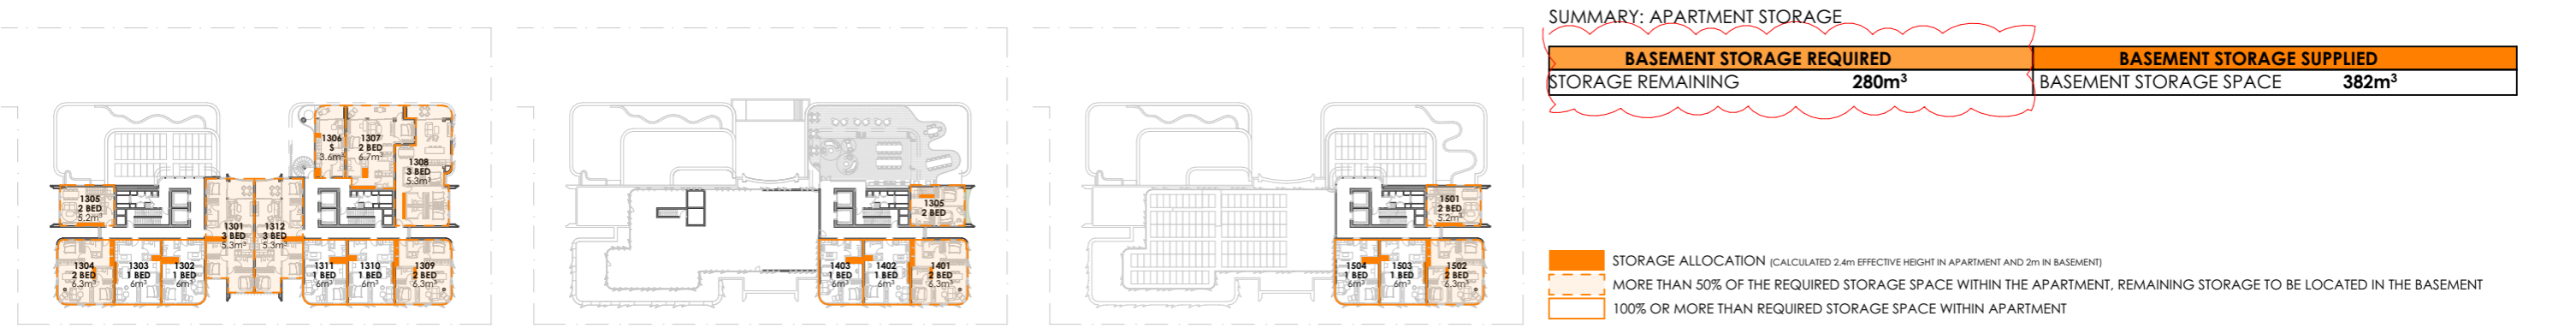 SUMMARY: APARTMENT STORAGE
BASEMENT STORAGE REQUIRED
BASEMENT STORAGE SUPPLIED
STORAGE REMAINING 280m³
BASEMENT STORAGE SPACE 382m³
1306
S
3.6m³
1307
2 BED
6.7m³
1308
3 BED
5.3m³
1305
2 BED
5.2m³
1301
3 BED
5.3m³
1312
3 BED
5.3m³
1304
2 BED
6.3m³
1303
1 BED
6m³
1302
1 BED
6m³
1311
1 BED
6m³
1310
1 BED
6m³
1309
2 BED
6.3m³
1305
2 BED
1403
1 BED
6m³
1402
1 BED
6m³
1401
2 BED
6.3m³
1501
2 BED
5.2m³
1504
1 BED
6m³
1503
1 BED
6m³
1502
2 BED
6.3m³
STORAGE ALLOCATION (CALCULATED 2.4m EFFECTIVE HEIGHT IN APARTMENT AND 2m IN BASEMENT)
MORE THAN 50% OF THE REQUIRED STORAGE SPACE WITHIN THE APARTMENT, REMAINING STORAGE TO BE LOCATED IN THE BASEMENT
100% OR MORE THAN REQUIRED STORAGE SPACE WITHIN APARTMENT